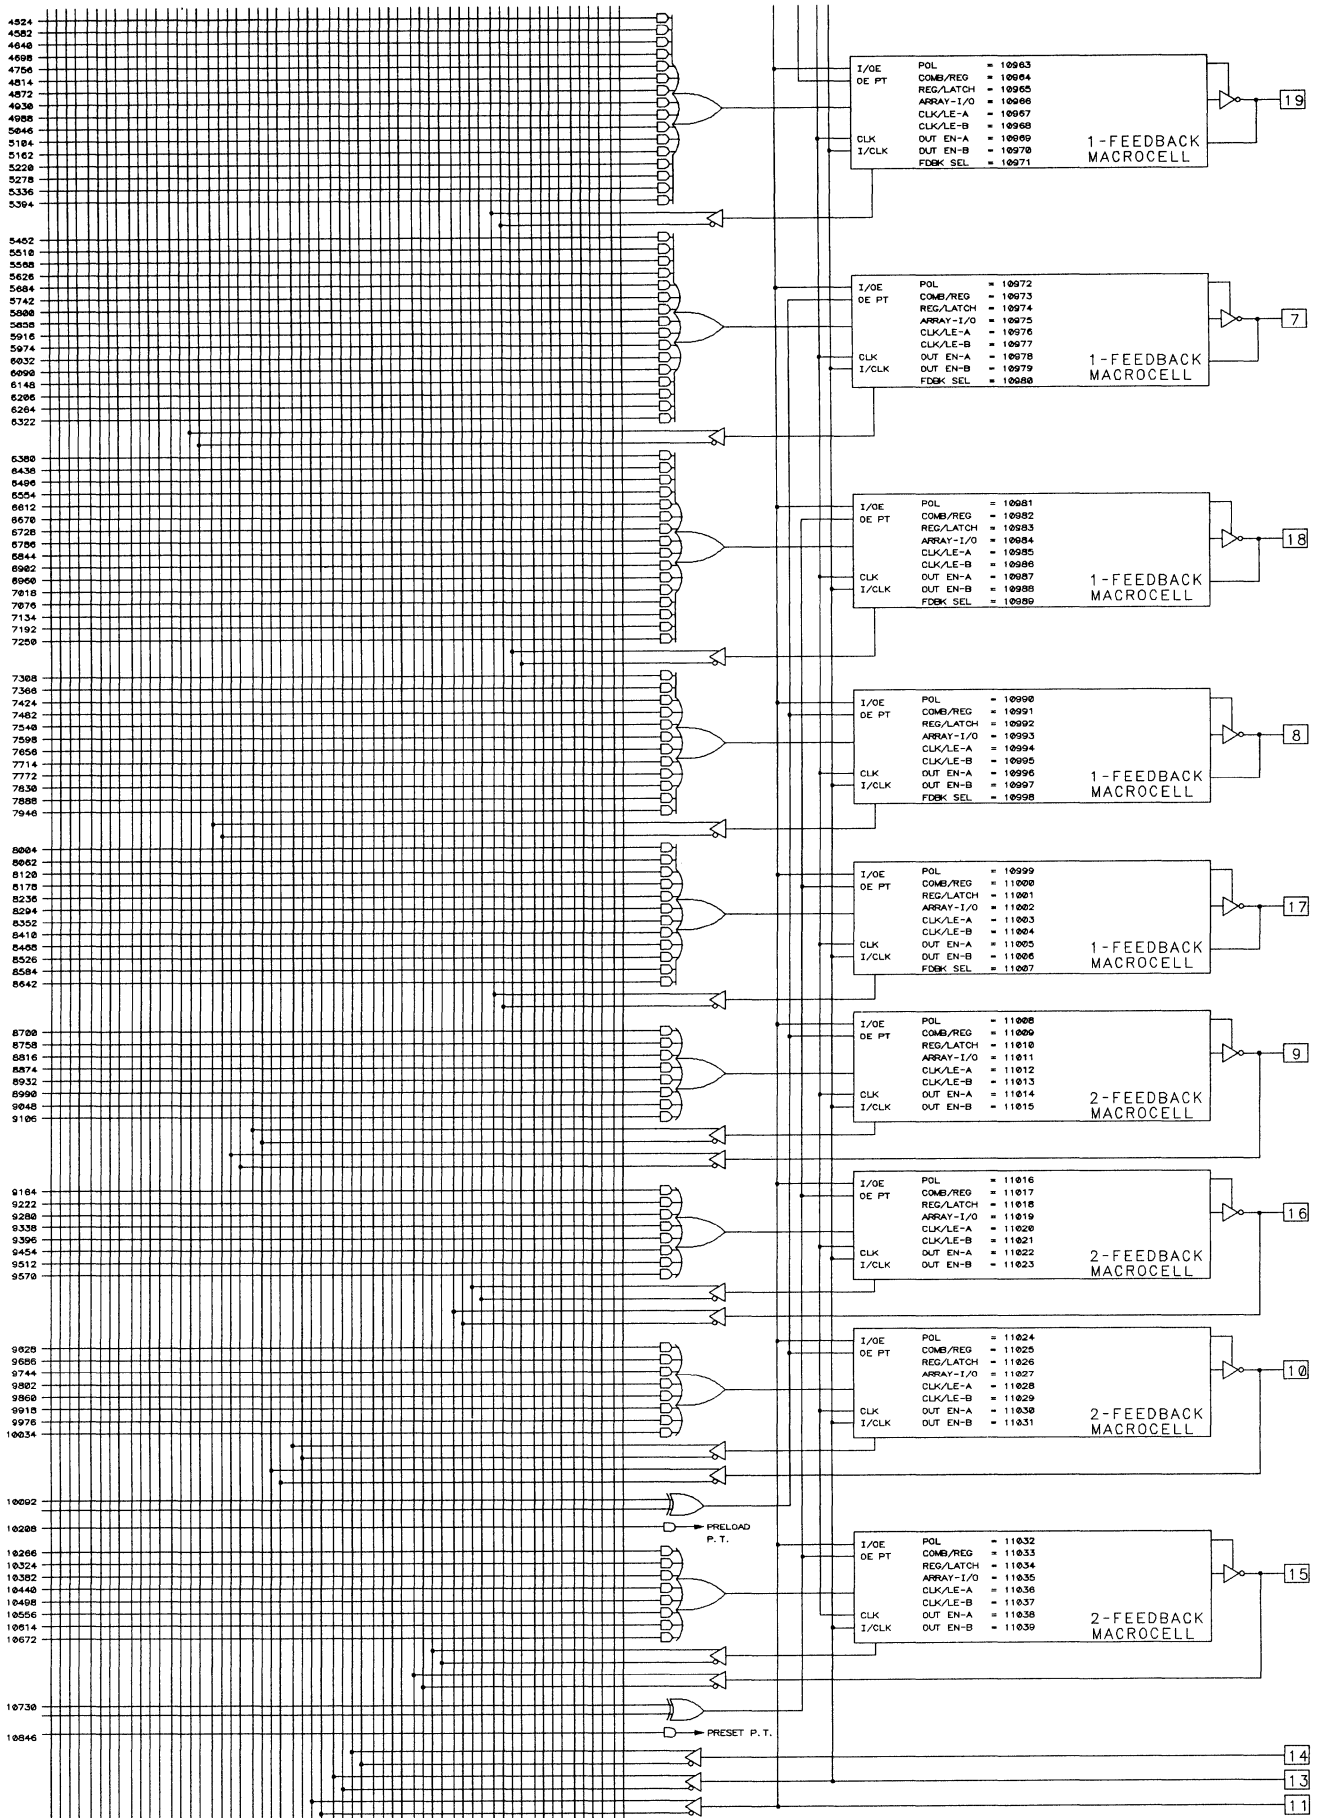 4524
4582
4640
4698
4756
4814
4872
4930
4988
5046
5104
5162
5220
5278
5336
5394
I/OE POL = 10963
OE PT COMB/REG = 10964
REG/LATCH = 10965
ARRAY-I/O = 10966
CLK/LE-A = 10967
CLK/LE-B = 10968
CLK OUT EN-A = 10969
I/CLK OUT EN-B = 10970
FDBK SEL = 10971
1-FEEDBACK
MACROCELL
19
5452
5510
5568
5626
5684
5742
5800
5858
5916
5974
6032
6090
6148
6206
6264
6322
I/OE POL = 10972
OE PT COMB/REG = 10973
REG/LATCH = 10974
ARRAY-I/O = 10975
CLK/LE-A = 10976
CLK/LE-B = 10977
CLK OUT EN-A = 10978
I/CLK OUT EN-B = 10979
FDBK SEL = 10980
1-FEEDBACK
MACROCELL
7
6380
6438
6496
6554
6612
6670
6728
6786
6844
6902
6960
7018
7076
7134
7192
7250
I/OE POL = 10981
OE PT COMB/REG = 10982
REG/LATCH = 10983
ARRAY-I/O = 10984
CLK/LE-A = 10985
CLK/LE-B = 10986
CLK OUT EN-A = 10987
I/CLK OUT EN-B = 10988
FDBK SEL = 10989
1-FEEDBACK
MACROCELL
18
7308
7366
7424
7482
7540
7598
7656
7714
7772
7830
7888
7946
I/OE POL = 10990
OE PT COMB/REG = 10991
REG/LATCH = 10992
ARRAY-I/O = 10993
CLK/LE-A = 10994
CLK/LE-B = 10995
CLK OUT EN-A = 10996
I/CLK OUT EN-B = 10997
FDBK SEL = 10998
1-FEEDBACK
MACROCELL
8
8004
8062
8120
8178
8236
8294
8352
8410
8468
8526
8584
8642
I/OE POL = 10999
OE PT COMB/REG = 11000
REG/LATCH = 11001
ARRAY-I/O = 11002
CLK/LE-A = 11003
CLK/LE-B = 11004
CLK OUT EN-A = 11005
I/CLK OUT EN-B = 11006
FDBK SEL = 11007
1-FEEDBACK
MACROCELL
17
8700
8758
8816
8874
8932
8990
9048
9106
I/OE POL = 11008
OE PT COMB/REG = 11009
REG/LATCH = 11010
ARRAY-I/O = 11011
CLK/LE-A = 11012
CLK/LE-B = 11013
CLK OUT EN-A = 11014
I/CLK OUT EN-B = 11015
2-FEEDBACK
MACROCELL
9
9164
9222
9280
9338
9396
9454
9512
9570
I/OE POL = 11016
OE PT COMB/REG = 11017
REG/LATCH = 11018
ARRAY-I/O = 11019
CLK/LE-A = 11020
CLK/LE-B = 11021
CLK OUT EN-A = 11022
I/CLK OUT EN-B = 11023
2-FEEDBACK
MACROCELL
16
9628
9686
9744
9802
9860
9918
9976
10034
I/OE POL = 11024
OE PT COMB/REG = 11025
REG/LATCH = 11026
ARRAY-I/O = 11027
CLK/LE-A = 11028
CLK/LE-B = 11029
CLK OUT EN-A = 11030
I/CLK OUT EN-B = 11031
2-FEEDBACK
MACROCELL
10
10092
10208
PRELOAD
P.T.
10266
10324
10382
10440
10498
10556
10614
10672
I/OE POL = 11032
OE PT COMB/REG = 11033
REG/LATCH = 11034
ARRAY-I/O = 11035
CLK/LE-A = 11036
CLK/LE-B = 11037
CLK OUT EN-A = 11038
I/CLK OUT EN-B = 11039
2-FEEDBACK
MACROCELL
15
10730
10846
PRESET P.T.
14
13
11